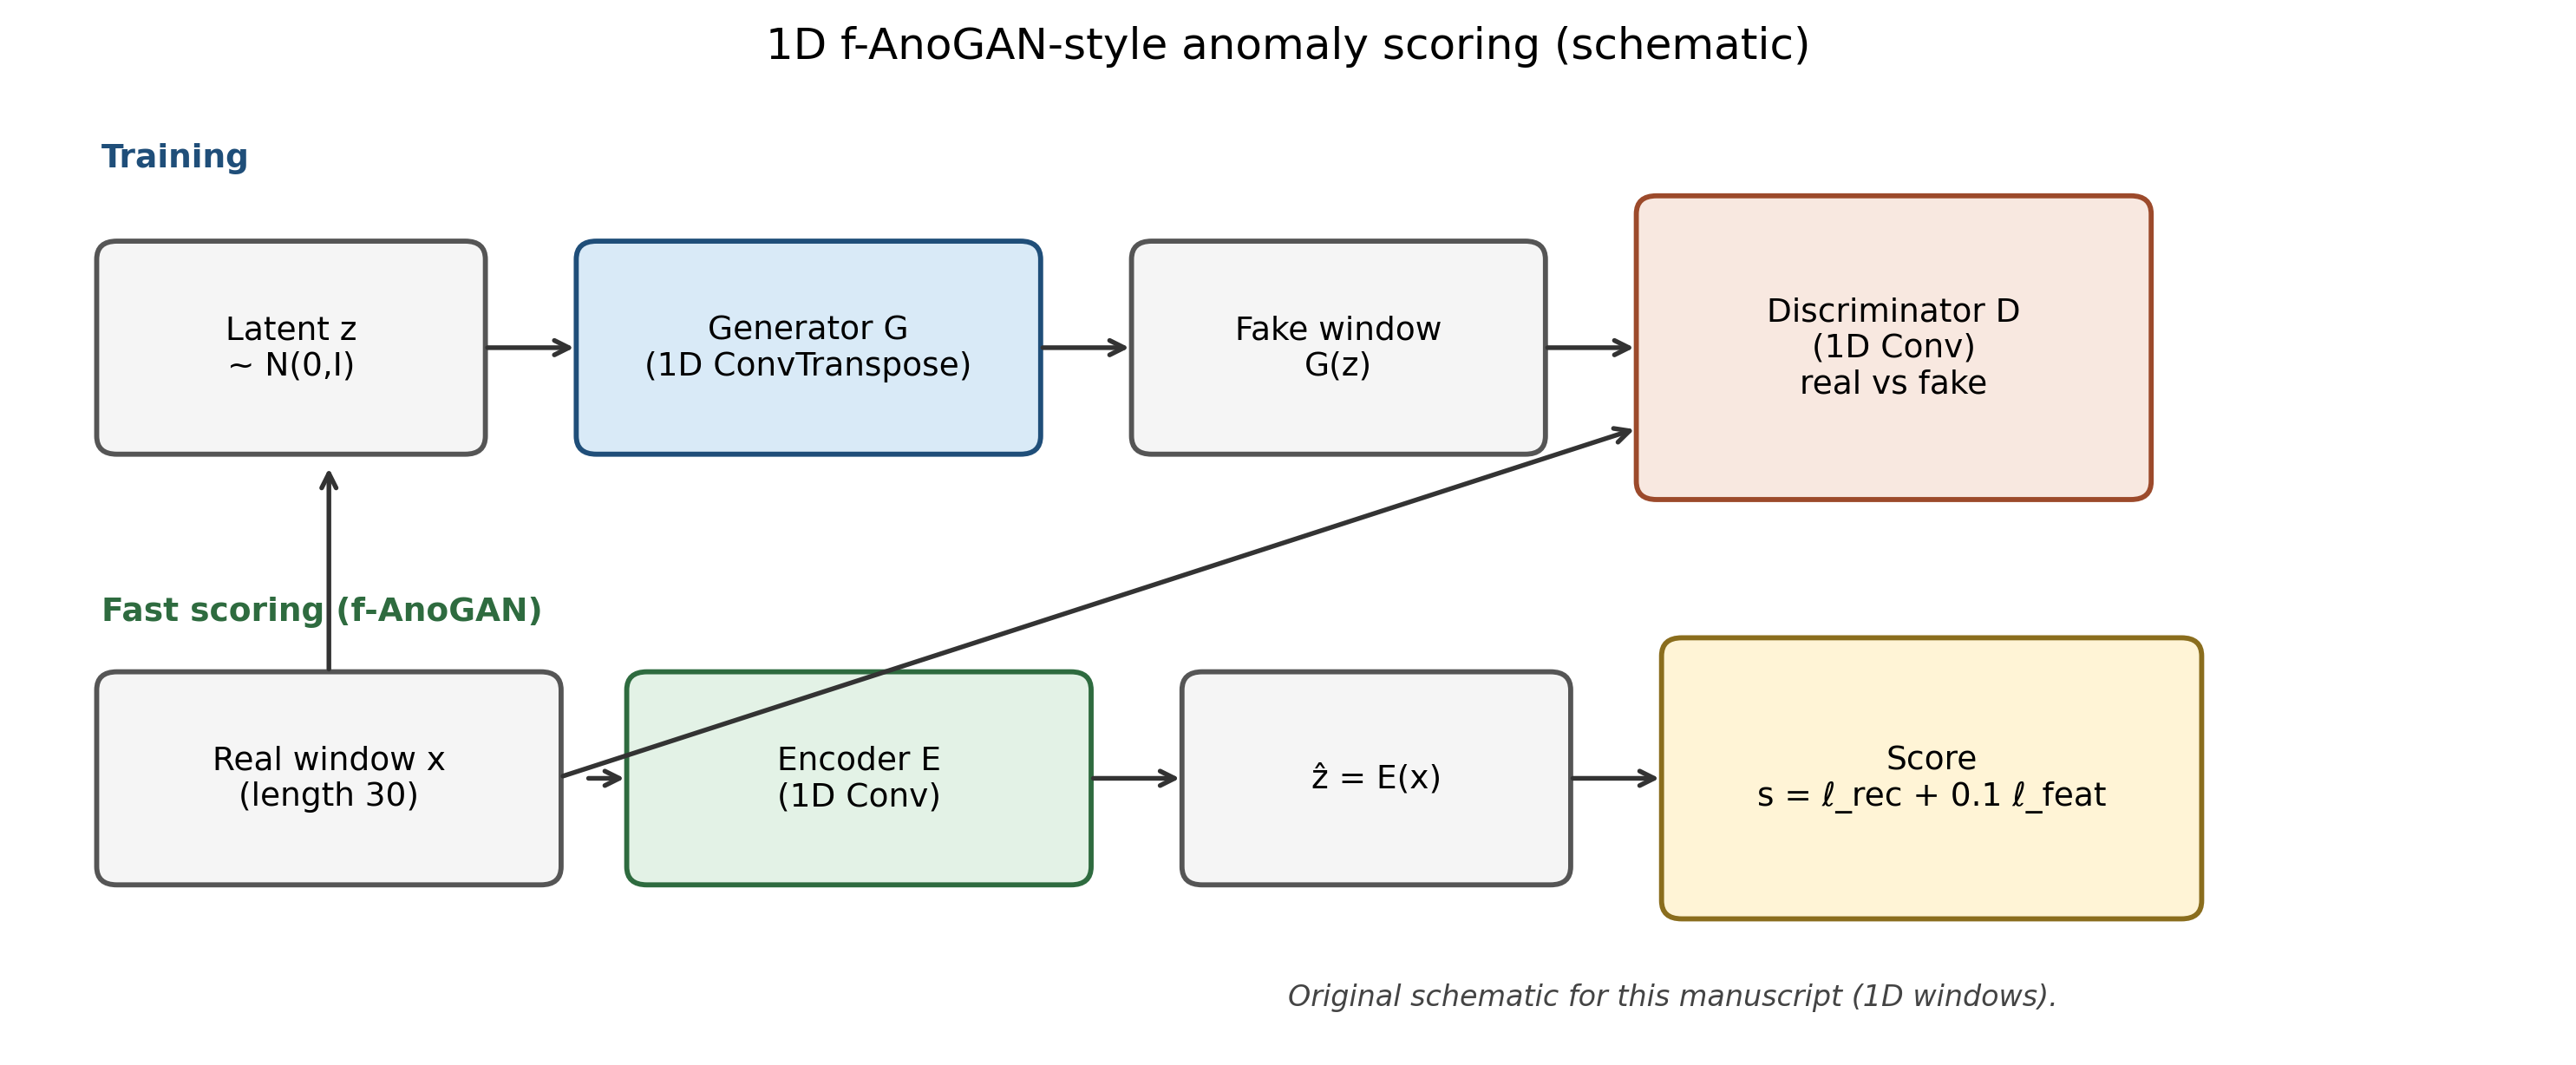 1D f-AnoGAN-style anomaly scoring (schematic)
Training
Latent z
~ N(0,I)
Generator G
(1D ConvTranspose)
Fake window
G(z)
Discriminator D
(1D Conv)
real vs fake
Fast scoring (f-AnoGAN)
Real window x
(length 30)
Encoder E
(1D Conv)
ẑ = E(x)
Score
s = ℓ_rec + 0.1 ℓ_feat
Original schematic for this manuscript (1D windows).